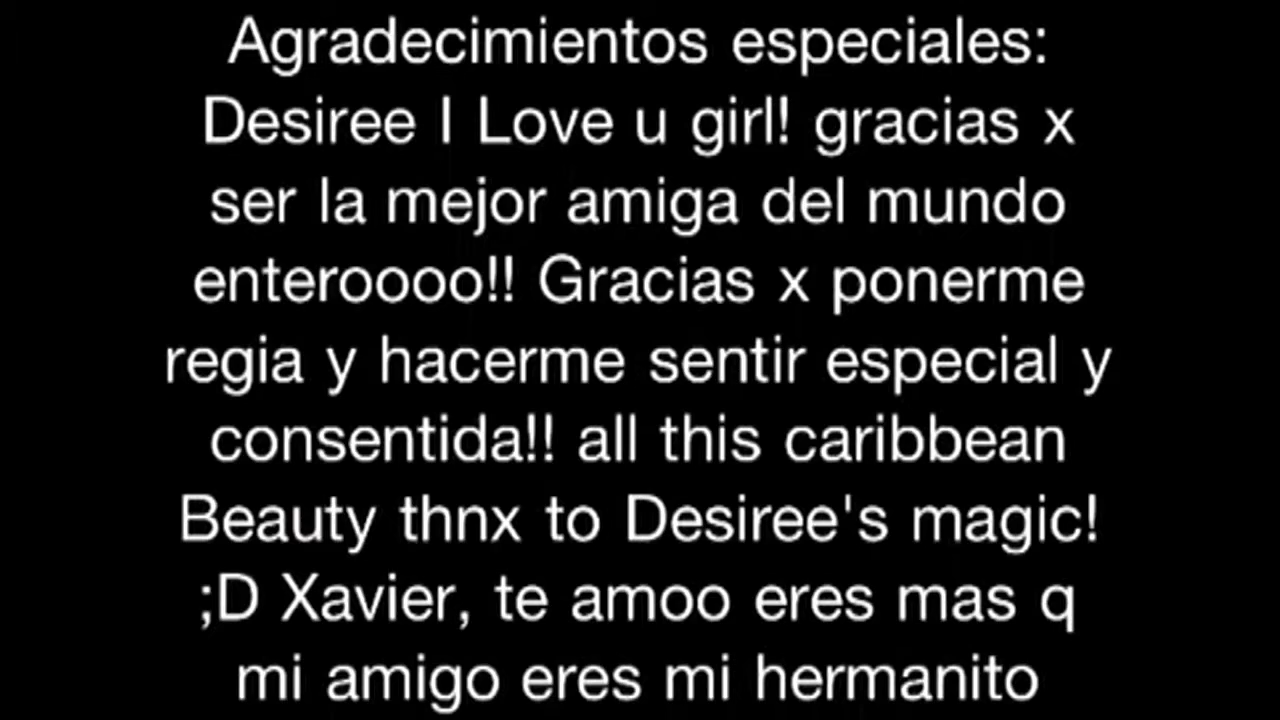 Agradecimientos especiales:
Desiree I Love u girl! gracias x
ser la mejor amiga del mundo
enteroooo!! Gracias x ponerme
regia y hacerme sentir especial y
consentida!! all this caribbean
Beauty thnx to Desiree's magic!
;D Xavier, te amoo eres mas q
mi amigo eres mi hermanito